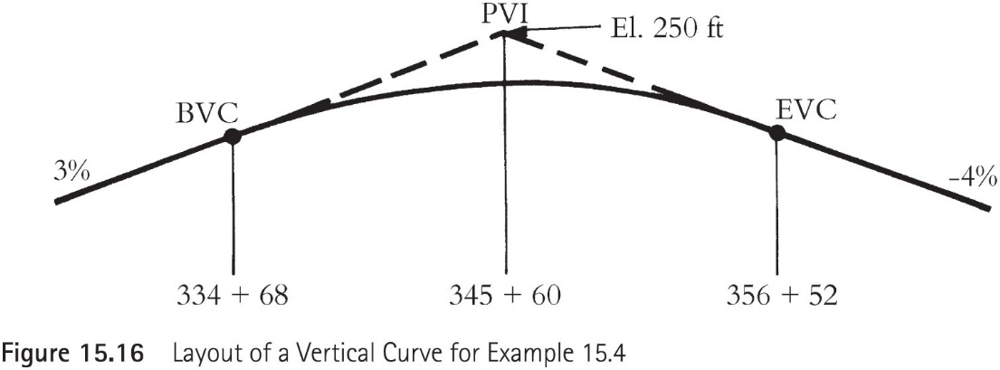 PVI
El. 250 ft
BVC
EVC
3%
-4%
334 + 68
345 + 60
356 + 52
Figure 15.16 Layout of a Vertical Curve for Example 15.4